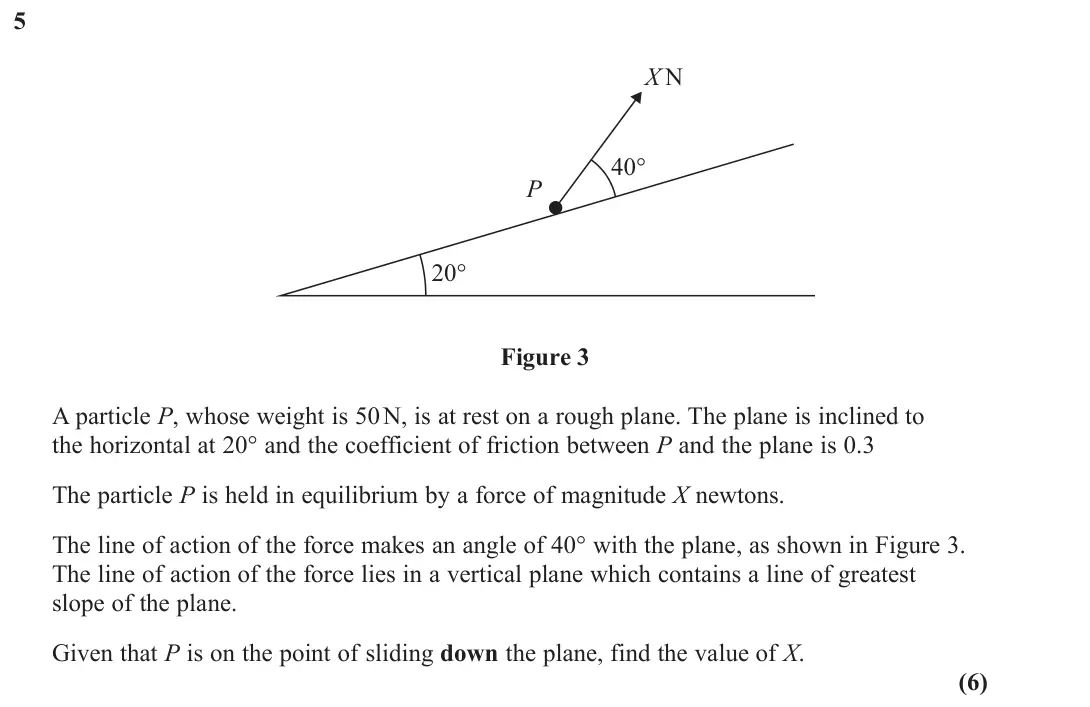 5
X N
40°
P
20°
Figure 3
A particle P, whose weight is 50 N, is at rest on a rough plane. The plane is inclined to
the horizontal at 20° and the coefficient of friction between P and the plane is 0.3
The particle P is held in equilibrium by a force of magnitude X newtons.
The line of action of the force makes an angle of 40° with the plane, as shown in Figure 3.
The line of action of the force lies in a vertical plane which contains a line of greatest
slope of the plane.
Given that P is on the point of sliding down the plane, find the value of X.
(6)